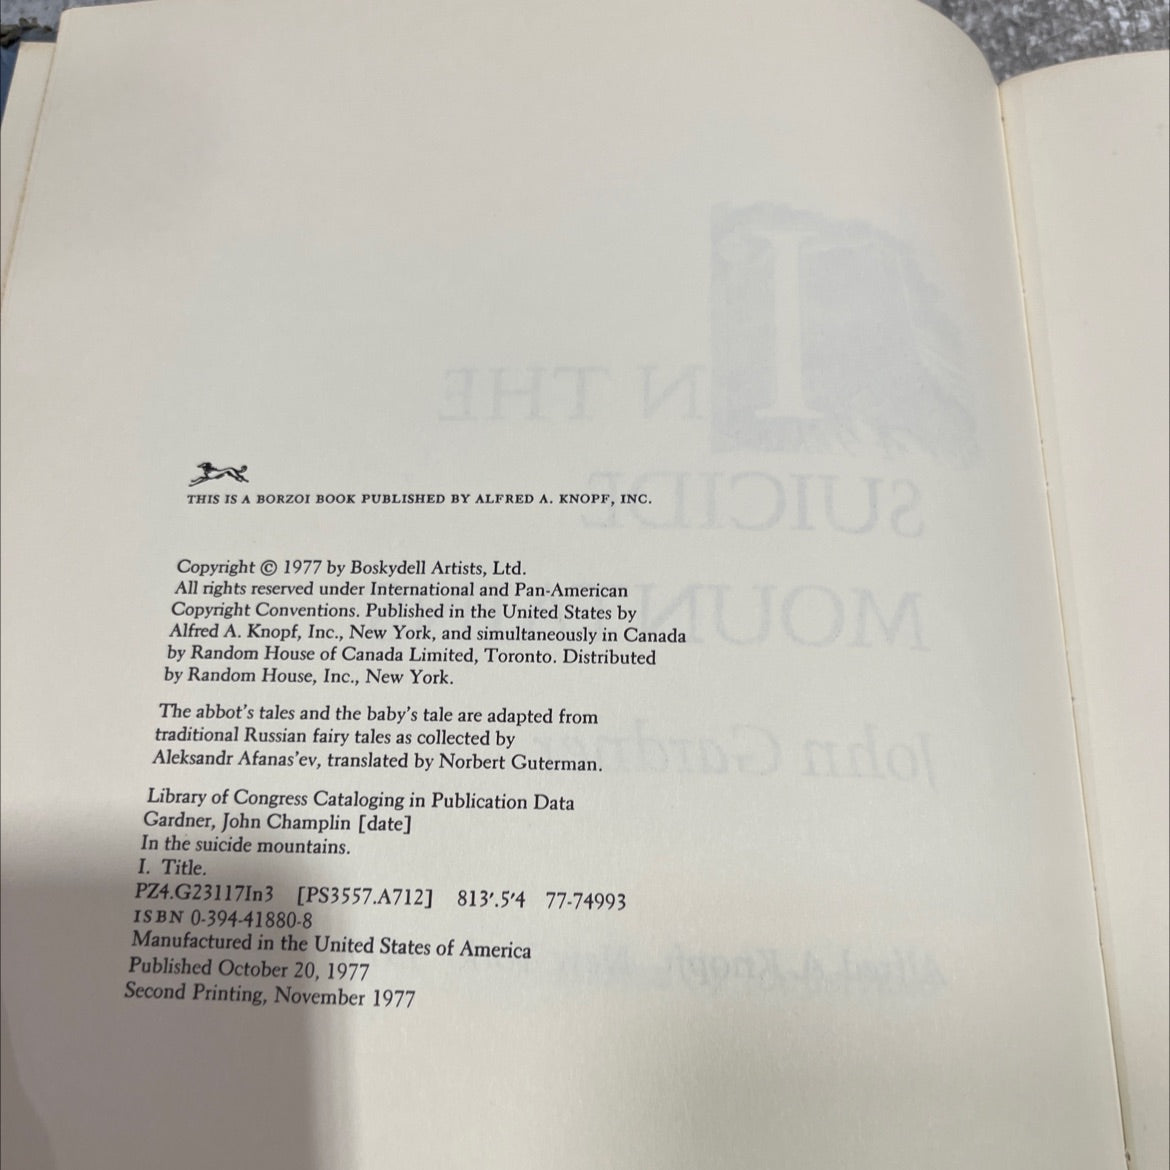 THIS IS A BORZOI BOOK PUBLISHED BY ALFRED A. KNOPF, INC.
Copyright © 1977 by Boskydell Artists, Ltd.
All rights reserved under International and Pan-American
Copyright Conventions. Published in the United States by
Alfred A. Knopf, Inc., New York, and simultaneously in Canada
by Random House of Canada Limited, Toronto. Distributed
by Random House, Inc., New York.
The abbot's tales and the baby's tale are adapted from
traditional Russian fairy tales as collected by
Aleksandr Afanas'ev, translated by Norbert Guterman.
Library of Congress Cataloging in Publication Data
Gardner, John Champlin [date]
In the suicide mountains.
I. Title.
PZ4.G23117In3 [PS3557.A712] 813'.5'4 77-74993
ISBN 0-394-41880-8
Manufactured in the United States of America
Published October 20, 1977
Second Printing, November 1977
IN THE
SUICIDE
MOUN
John Gardner